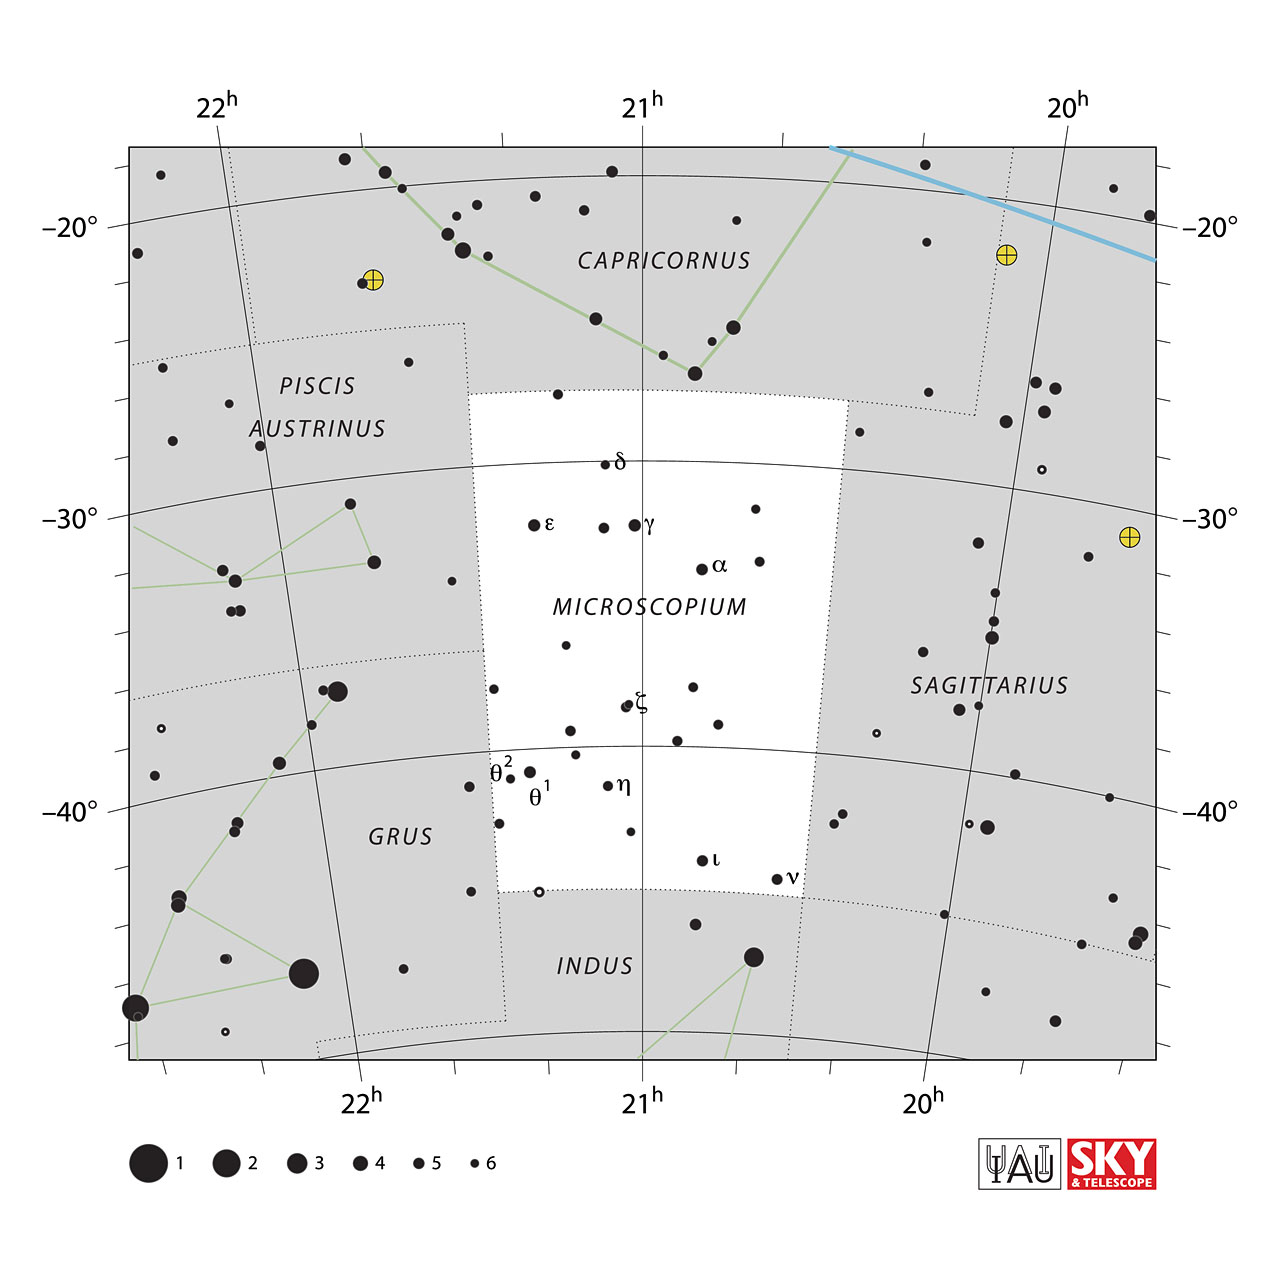 22h 21h 20h
–20° –20°
CAPRICORNUS
PISCIS
AUSTRINUS
δ
–30° –30°
ε γ
α
MICROSCOPIUM
SAGITTARIUS
ζ
θ2
θ1 η
–40° –40°
GRUS
ι
ν
INDUS
22h 21h 20h
1 2 3 4 5 6
IAU
SKY
& TELESCOPE